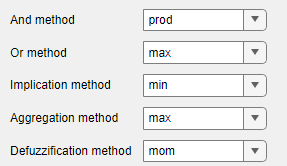 And method prod
Or method max
Implication method min
Aggregation method max
Defuzzification method mom